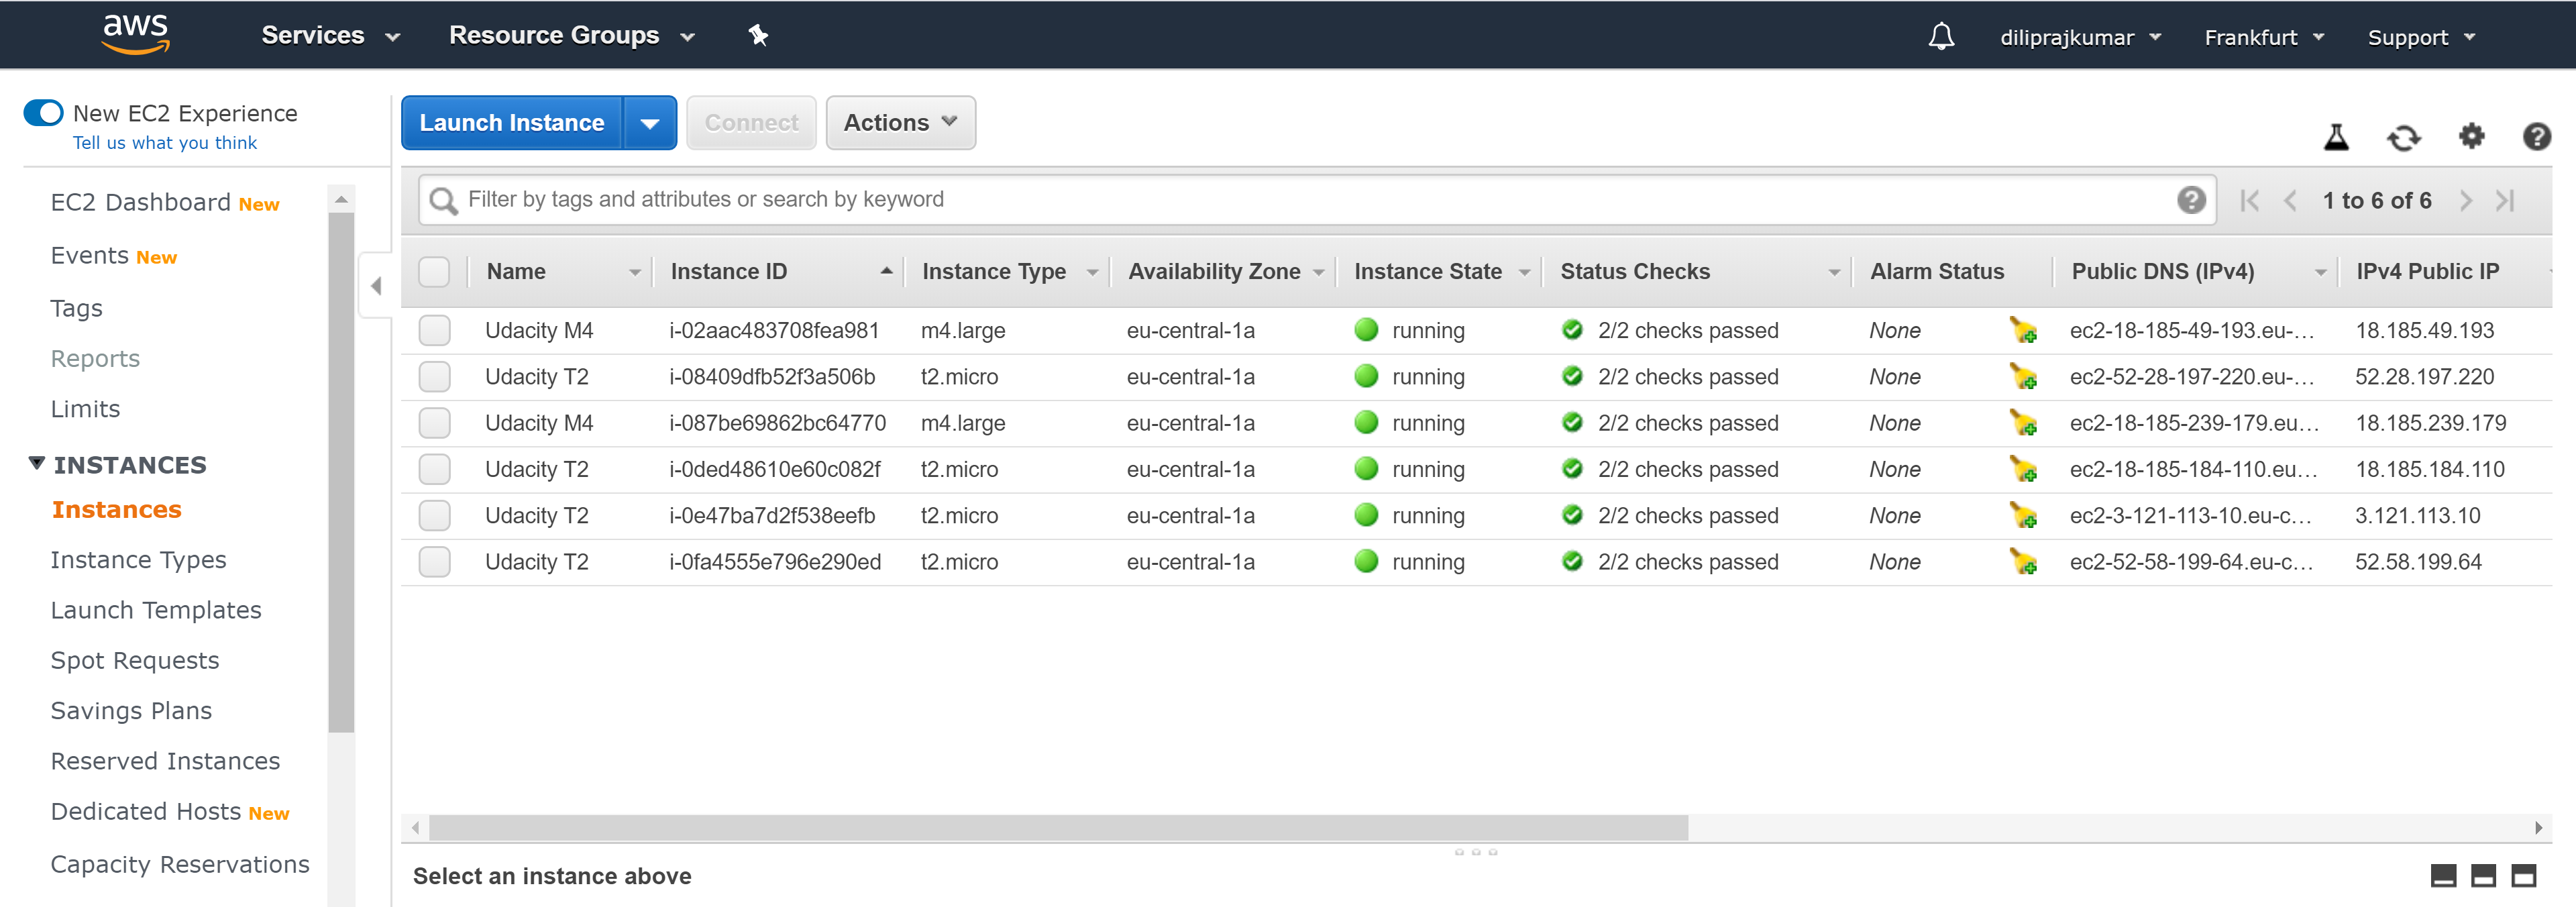 aws Services Resource Groups diliprajkumar Frankfurt Support
New EC2 Experience
Tell us what you think
EC2 Dashboard New
Events New
Tags
Reports
Limits
INSTANCES
Instances
Instance Types
Launch Templates
Spot Requests
Savings Plans
Reserved Instances
Dedicated Hosts New
Capacity Reservations
Launch Instance Connect Actions
Filter by tags and attributes or search by keyword 1 to 6 of 6
Name Instance ID Instance Type Availability Zone Instance State Status Checks Alarm Status Public DNS (IPv4) IPv4 Public IP
Udacity M4 i-02aac483708fea981 m4.large eu-central-1a running 2/2 checks passed None ec2-18-185-49-193.eu-... 18.185.49.193
Udacity T2 i-08409dfb52f3a506b t2.micro eu-central-1a running 2/2 checks passed None ec2-52-28-197-220.eu-... 52.28.197.220
Udacity M4 i-087be69862bc64770 m4.large eu-central-1a running 2/2 checks passed None ec2-18-185-239-179.eu... 18.185.239.179
Udacity T2 i-0ded48610e60c082f t2.micro eu-central-1a running 2/2 checks passed None ec2-18-185-184-110.eu... 18.185.184.110
Udacity T2 i-0e47ba7d2f538eefb t2.micro eu-central-1a running 2/2 checks passed None ec2-3-121-113-10.eu-c... 3.121.113.10
Udacity T2 i-0fa4555e796e290ed t2.micro eu-central-1a running 2/2 checks passed None ec2-52-58-199-64.eu-c... 52.58.199.64
Select an instance above